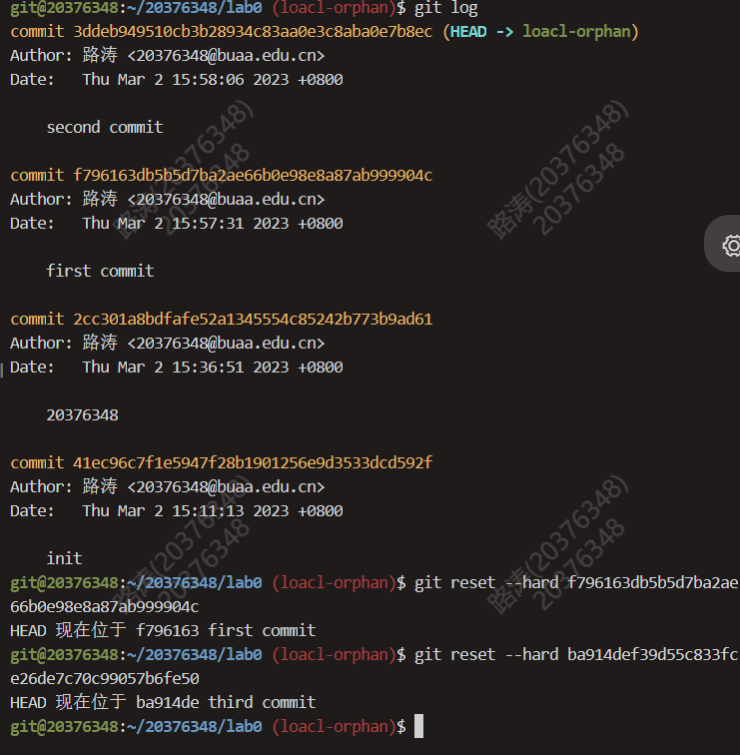 git@20376348:~/20376348/lab0 (loacl-orphan)$ git log
commit 3ddeb949510cb3b28934c83aa0e3c8aba0e7b8ec (HEAD -> loacl-orphan)
Author: 路涛 <20376348@buaa.edu.cn>
Date:   Thu Mar 2 15:58:06 2023 +0800
second commit
commit f796163db5b5d7ba2ae66b0e98e8a87ab999904c
Author: 路涛 <20376348@buaa.edu.cn>
Date:   Thu Mar 2 15:57:31 2023 +0800
first commit
commit 2cc301a8bdfafe52a1345554c85242b773b9ad61
Author: 路涛 <20376348@buaa.edu.cn>
Date:   Thu Mar 2 15:36:51 2023 +0800
20376348
commit 41ec96c7f1e5947f28b1901256e9d3533dcd592f
Author: 路涛 <20376348@buaa.edu.cn>
Date:   Thu Mar 2 15:11:13 2023 +0800
init
git@20376348:~/20376348/lab0 (loacl-orphan)$ git reset --hard f796163db5b5d7ba2ae
66b0e98e8a87ab999904c
HEAD 现在位于 f796163 first commit
git@20376348:~/20376348/lab0 (loacl-orphan)$ git reset --hard ba914def39d55c833fc
e26de7c70c99057b6fe50
HEAD 现在位于 ba914de third commit
git@20376348:~/20376348/lab0 (loacl-orphan)$
路涛(20376348)
20376348
路涛(20376348)
20376348
路涛(20376348)
20376348
路涛(20376348)
20376348